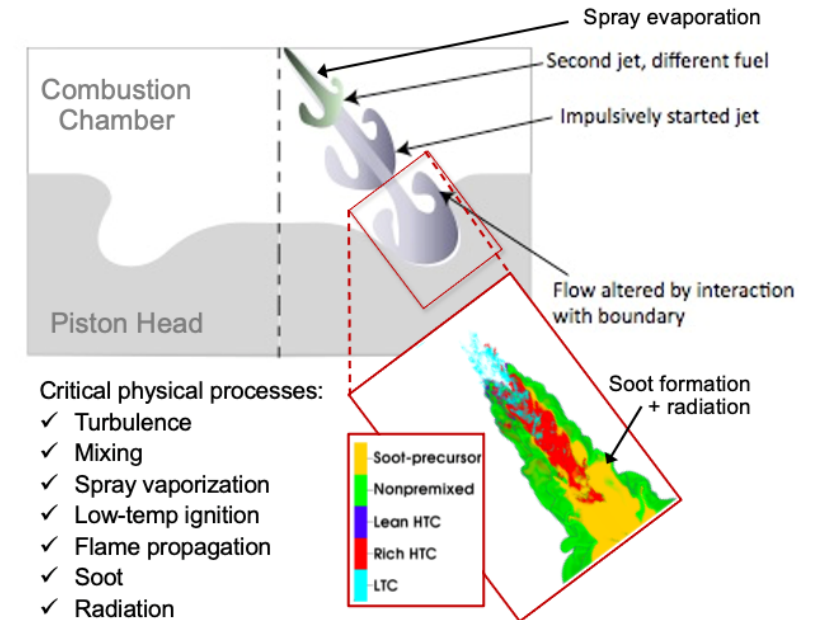 Spray evaporation
Second jet, different fuel
Combustion
Chamber
Impulsively started jet
Flow altered by interaction
with boundary
Piston Head
Critical physical processes:
✓ Turbulence
✓ Mixing
✓ Spray vaporization
✓ Low-temp ignition
✓ Flame propagation
✓ Soot
✓ Radiation
Soot formation
+ radiation
Soot-precursor
Nonpremixed
Lean HTC
Rich HTC
LTC